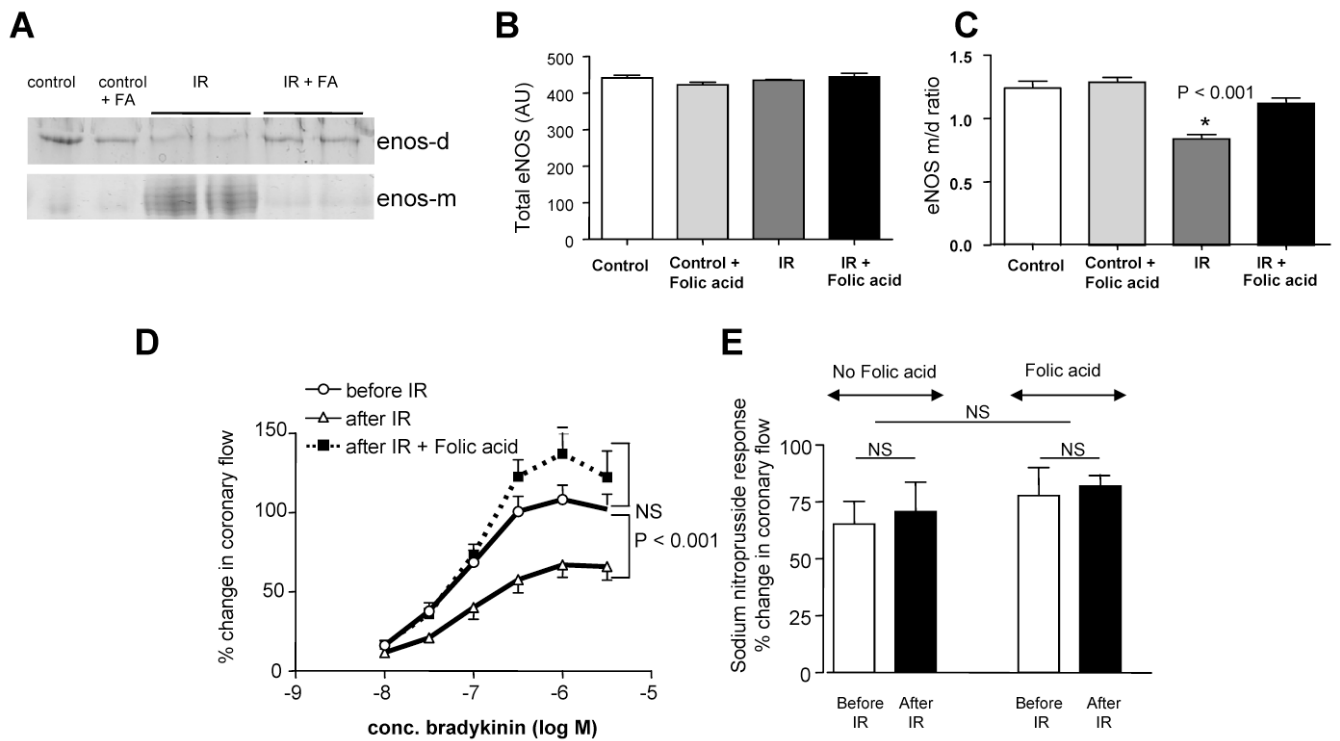 A
control
control
+ FA
IR
IR + FA
enos-d
enos-m
B
Total eNOS (AU)
500
400
300
200
100
0
Control
Control +
Folic acid
IR
IR +
Folic acid
C
eNOS m/d ratio
1.5
1.0
0.5
0.0
P < 0.001
*
Control
Control +
Folic acid
IR
IR +
Folic acid
D
before IR
after IR
after IR + Folic acid
% change in coronary flow
150
100
50
0
NS
P < 0.001
-9
-8
-7
-6
-5
conc. bradykinin (log M)
E
No Folic acid
Folic acid
NS
NS
NS
Sodium nitroprusside response
% change in coronary flow
100
75
50
25
0
Before
IR
After
IR
Before
IR
After
IR